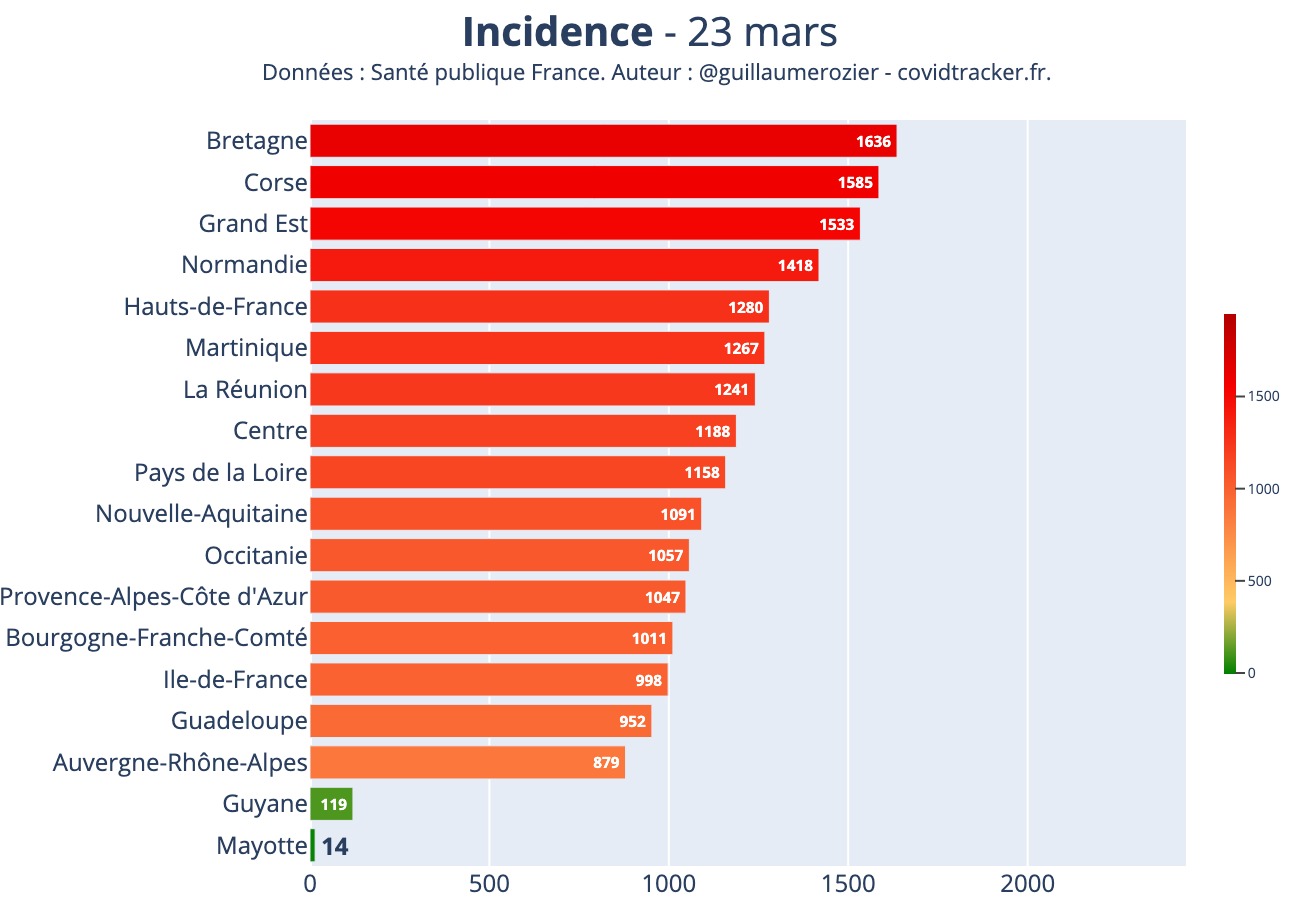 Incidence - 23 mars
Données : Santé publique France. Auteur : @guillaumerozier - covidtracker.fr.
Bretagne 1636
Corse 1585
Grand Est 1533
Normandie 1418
Hauts-de-France 1280
Martinique 1267
La Réunion 1241
Centre 1188
Pays de la Loire 1158
Nouvelle-Aquitaine 1091
Occitanie 1057
Provence-Alpes-Côte d'Azur 1047
Bourgogne-Franche-Comté 1011
Ile-de-France 998
Guadeloupe 952
Auvergne-Rhône-Alpes 879
Guyane 119
Mayotte 14
0 500 1000 1500 2000
1500
1000
500
0